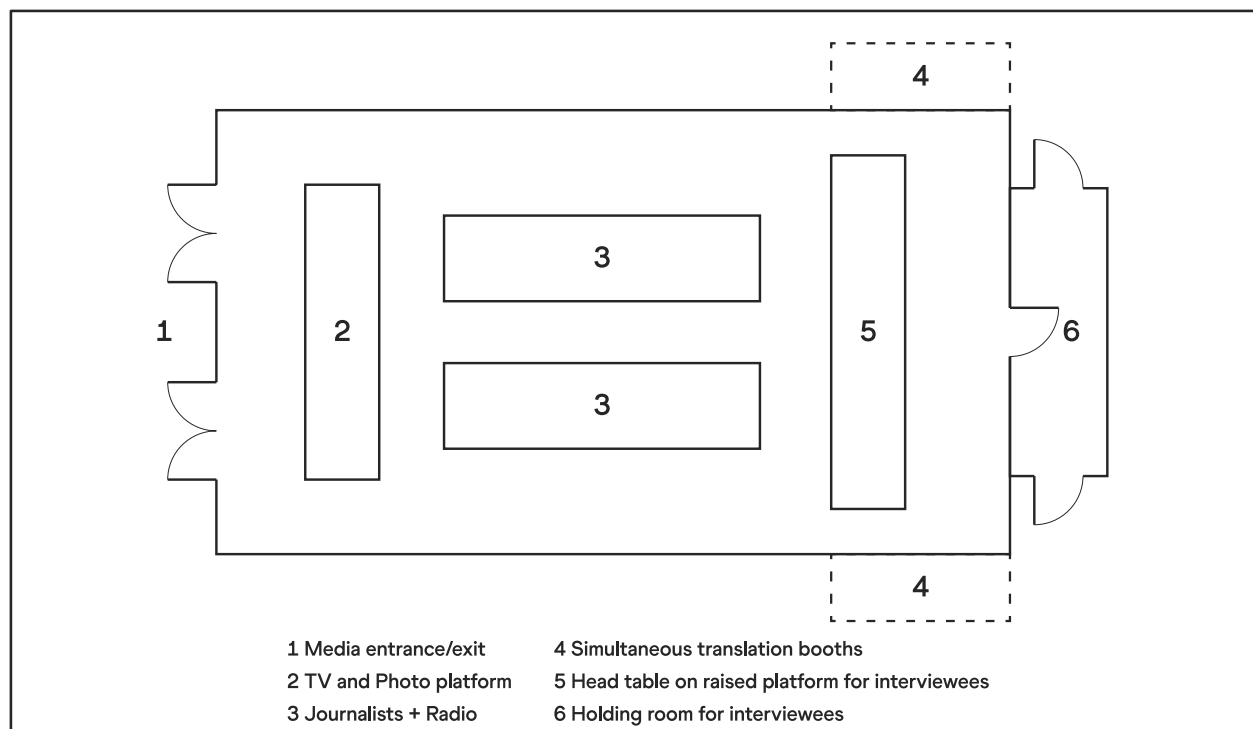 4
3
1
2
5
6
3
4
1 Media entrance/exit
2 TV and Photo platform
3 Journalists + Radio
4 Simultaneous translation booths
5 Head table on raised platform for interviewees
6 Holding room for interviewees